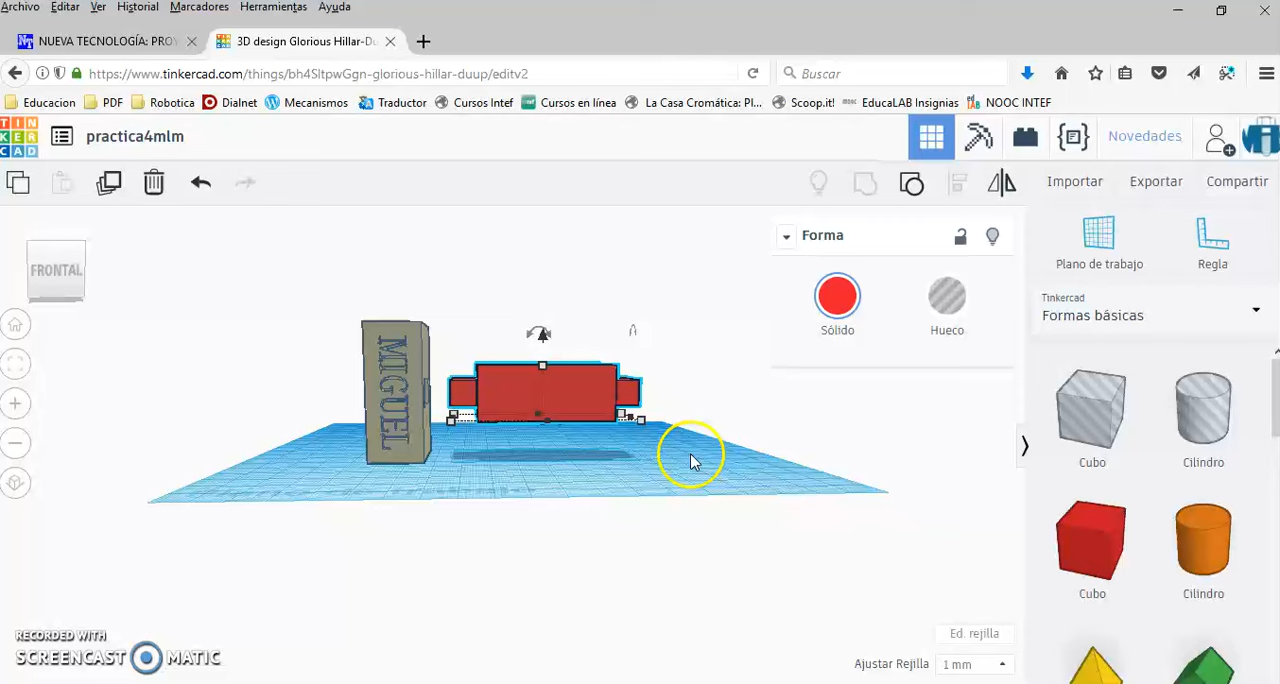 Archivo Editar Ver Historial Marcadores Herramientas Ayuda
NUEVA TECNOLOGÍA: PROY
3D design Glorious Hillar-Du
https://www.tinkercad.com/things/bh4SltpwGgn-glorious-hillar-duup/editv2
Buscar
Educacion PDF Robotica Dialnet Mecanismos Traductor Cursos Intef Cursos en línea La Casa Cromática: Pl... Scoop.it! EducaLAB Insignias NOOC INTEF
TIN
KER
CAD
practica4mlm
Novedades
Importar Exportar Compartir
Forma
Sólido
Hueco
Plano de trabajo
Regla
Tinkercad
Formas básicas
FRONTAL
MIGUEL
Cubo
Cilindro
Cubo
Cilindro
Ed. rejilla
Ajustar Rejilla 1 mm
RECORDED WITH
SCREENCAST MATIC